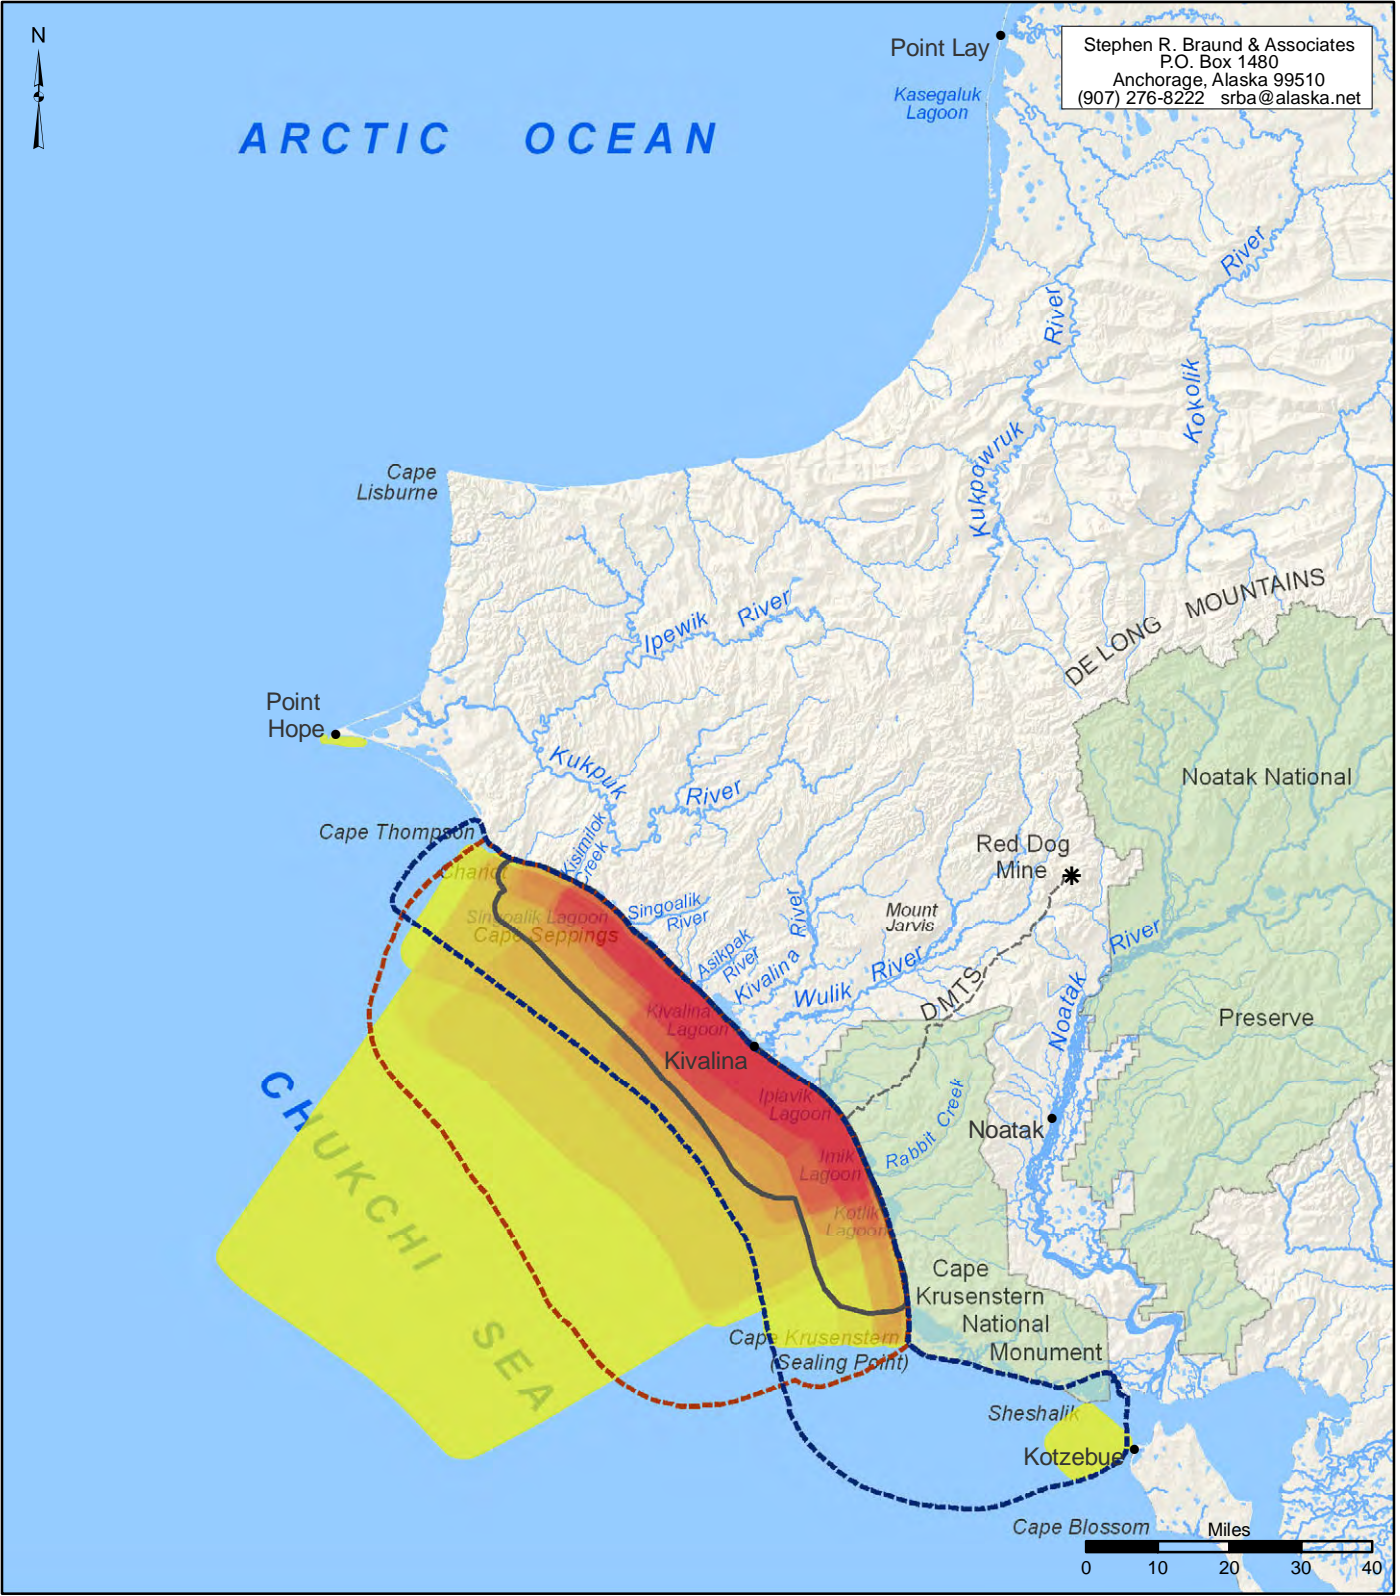 N
Point Lay
Stephen R. Braund & Associates
P.O. Box 1480
Anchorage, Alaska 99510
(907) 276-8222 srba@alaska.net
Kasegaluk
Lagoon
ARCTIC OCEAN
River
River
Kokolik
Kukpowruk
Cape
Lisburne
DE LONG MOUNTAINS
Ipewik River
Point
Hope
Kukpuk
River
Noatak National
Cape Thompson
Kisimilok
Creek
Red Dog
Mine
Chariot
Singoalik Lagoon
Cape Seppings
Singoalik
River
Mount
Jarvis
Asikpak
River
Kivalina River
Wulik River
River
DMTS
Noatak
Preserve
Kivalina
Lagoon
Kivalina
Iplavik
Lagoon
Rabbit Creek
Noatak
CHUKCHI SEA
Imik
Lagoon
Kotlik
Lagoon
Cape
Krusenstern
National
Monument
Cape Krusenstern
(Sealing Point)
Sheshalik
Kotzebue
Cape Blossom
Miles
0 10 20 30 40